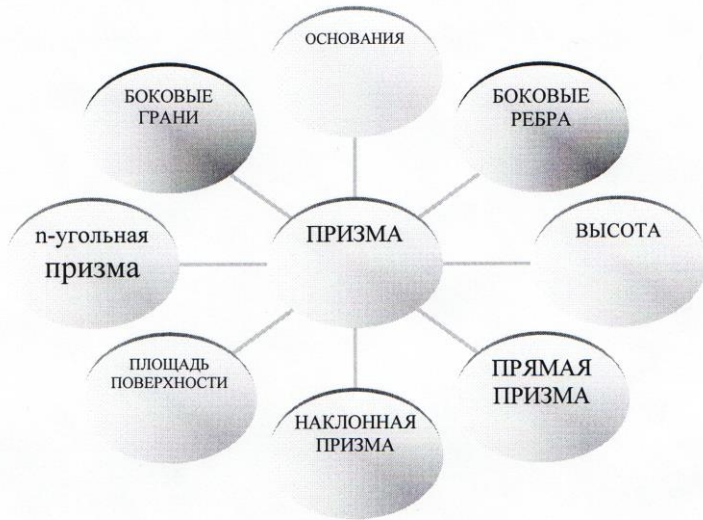 ОСНОВАНИЯ
БОКОВЫЕ
ГРАНИ
БОКОВЫЕ
РЕБРА
n-угольная
призма
ПРИЗМА
ВЫСОТА
ПЛОЩАДЬ
ПОВЕРХНОСТИ
НАКЛОННАЯ
ПРИЗМА
ПРЯМАЯ
ПРИЗМА